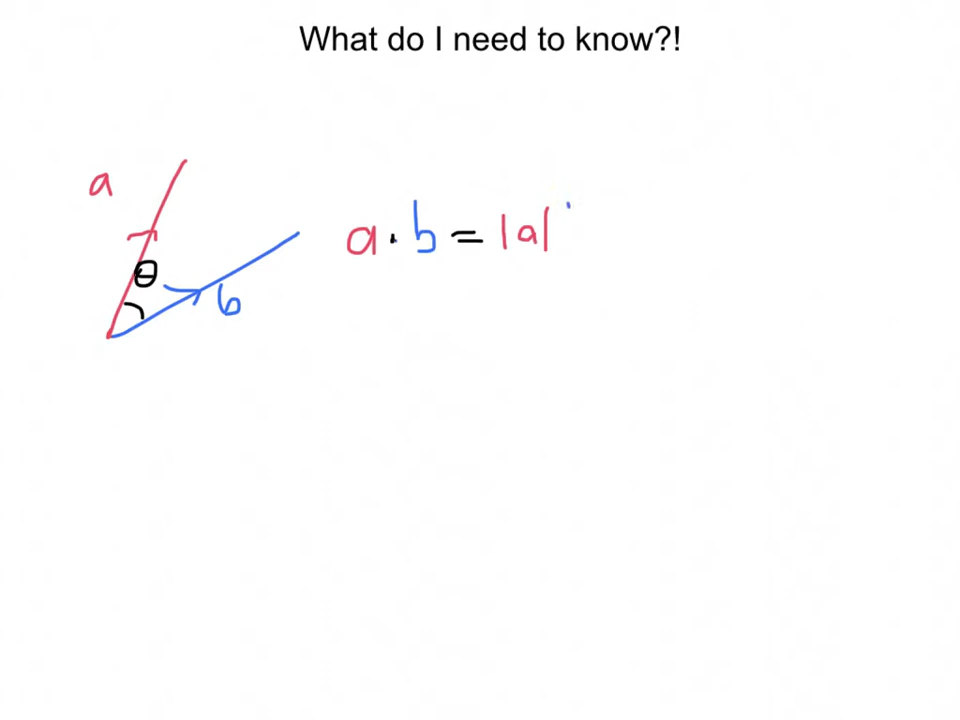 What do I need to know?!
a
a · b = |a|
θ
b